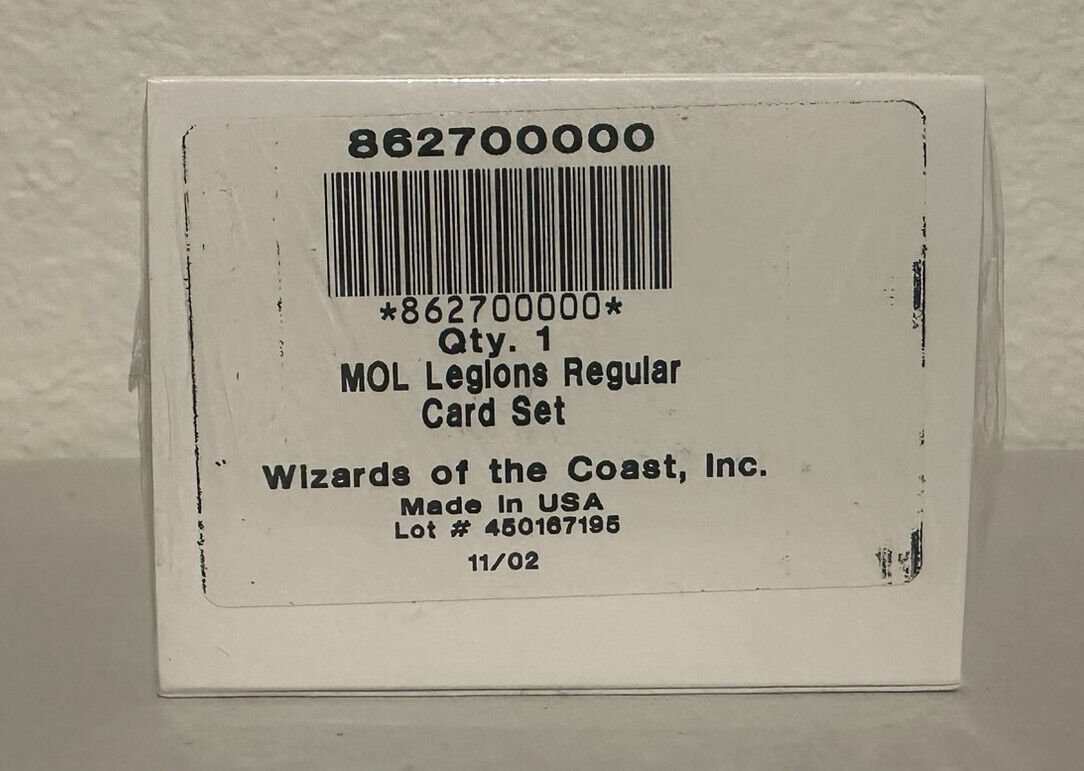 862700000
*862700000*
Qty. 1
MOL Legions Regular
Card Set
Wizards of the Coast, Inc.
Made in USA
Lot # 450167195
11/02